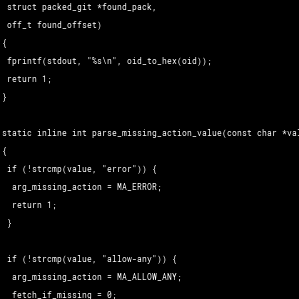 struct packed_git *found_pack,
off_t found_offset)
{
fprintf(stdout, "%s\n", oid_to_hex(oid));
return 1;
}
static inline int parse_missing_action_value(const char
{
if (!strcmp(value, "error")) {
arg_missing_action = MA_ERROR;
return 1;
}
if (!strcmp(value, "allow-any")) {
arg_missing_action = MA_ALLOW_ANY;
fetch_if_missing = 0;